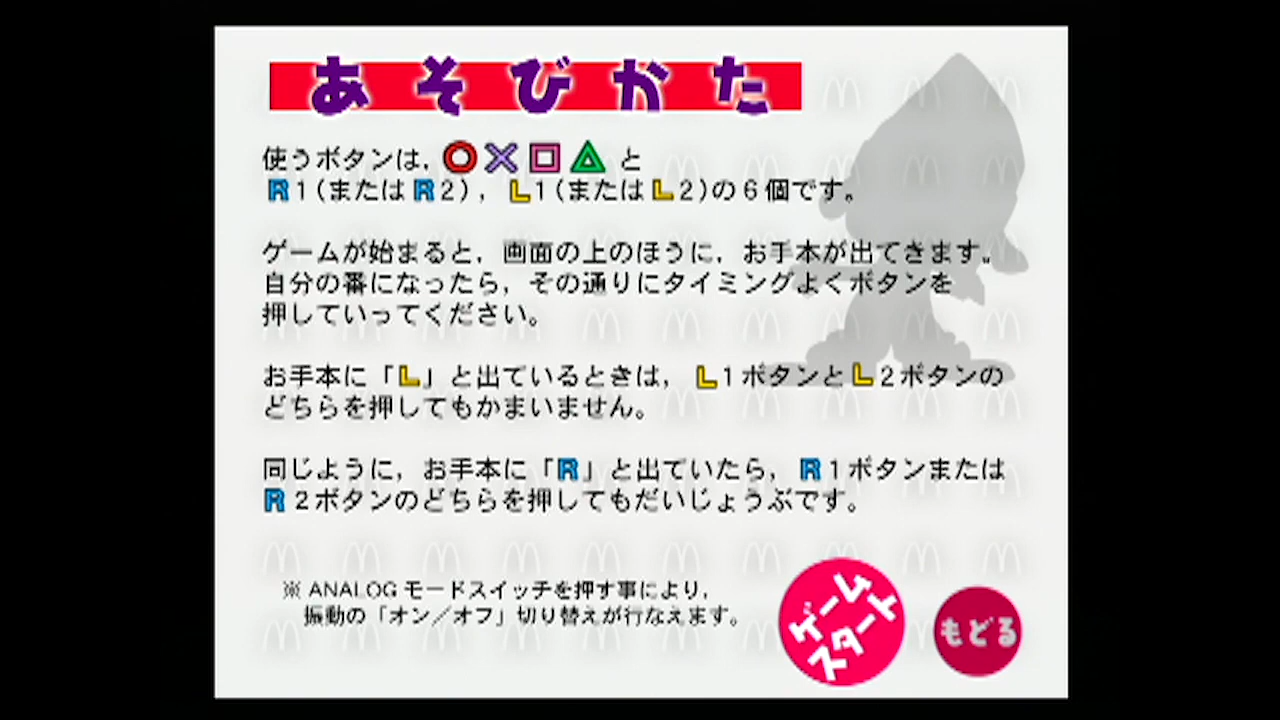 あそびかた
使うボタンは，○×□△と
R1(またはR2)，L1(またはL2)の6個です。
ゲームが始まると，画面の上のほうに，お手本が出てきます。
自分の番になったら，その通りにタイミングよくボタンを
押していってください。
お手本に「L」と出ているときは，L1ボタンとL2ボタンの
どちらを押してもかまいません。
同じように，お手本に「R」と出ていたら，R1ボタンまたは
R2ボタンのどちらを押してもだいじょうぶです。
※ANALOGモードスイッチを押す事により，
振動の「オン／オフ」切り替えが行なえます。
ゲーム
スタート
もどる